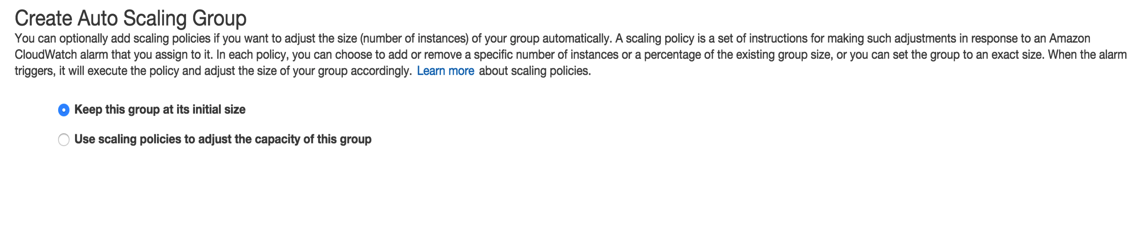 Create Auto Scaling Group
You can optionally add scaling policies if you want to adjust the size (number of instances) of your group automatically. A scaling policy is a set of instructions for making such adjustments in response to an Amazon
CloudWatch alarm that you assign to it. In each policy, you can choose to add or remove a specific number of instances or a percentage of the existing group size, or you can set the group to an exact size. When the alarm
triggers, it will execute the policy and adjust the size of your group accordingly. Learn more about scaling policies.
Keep this group at its initial size
Use scaling policies to adjust the capacity of this group